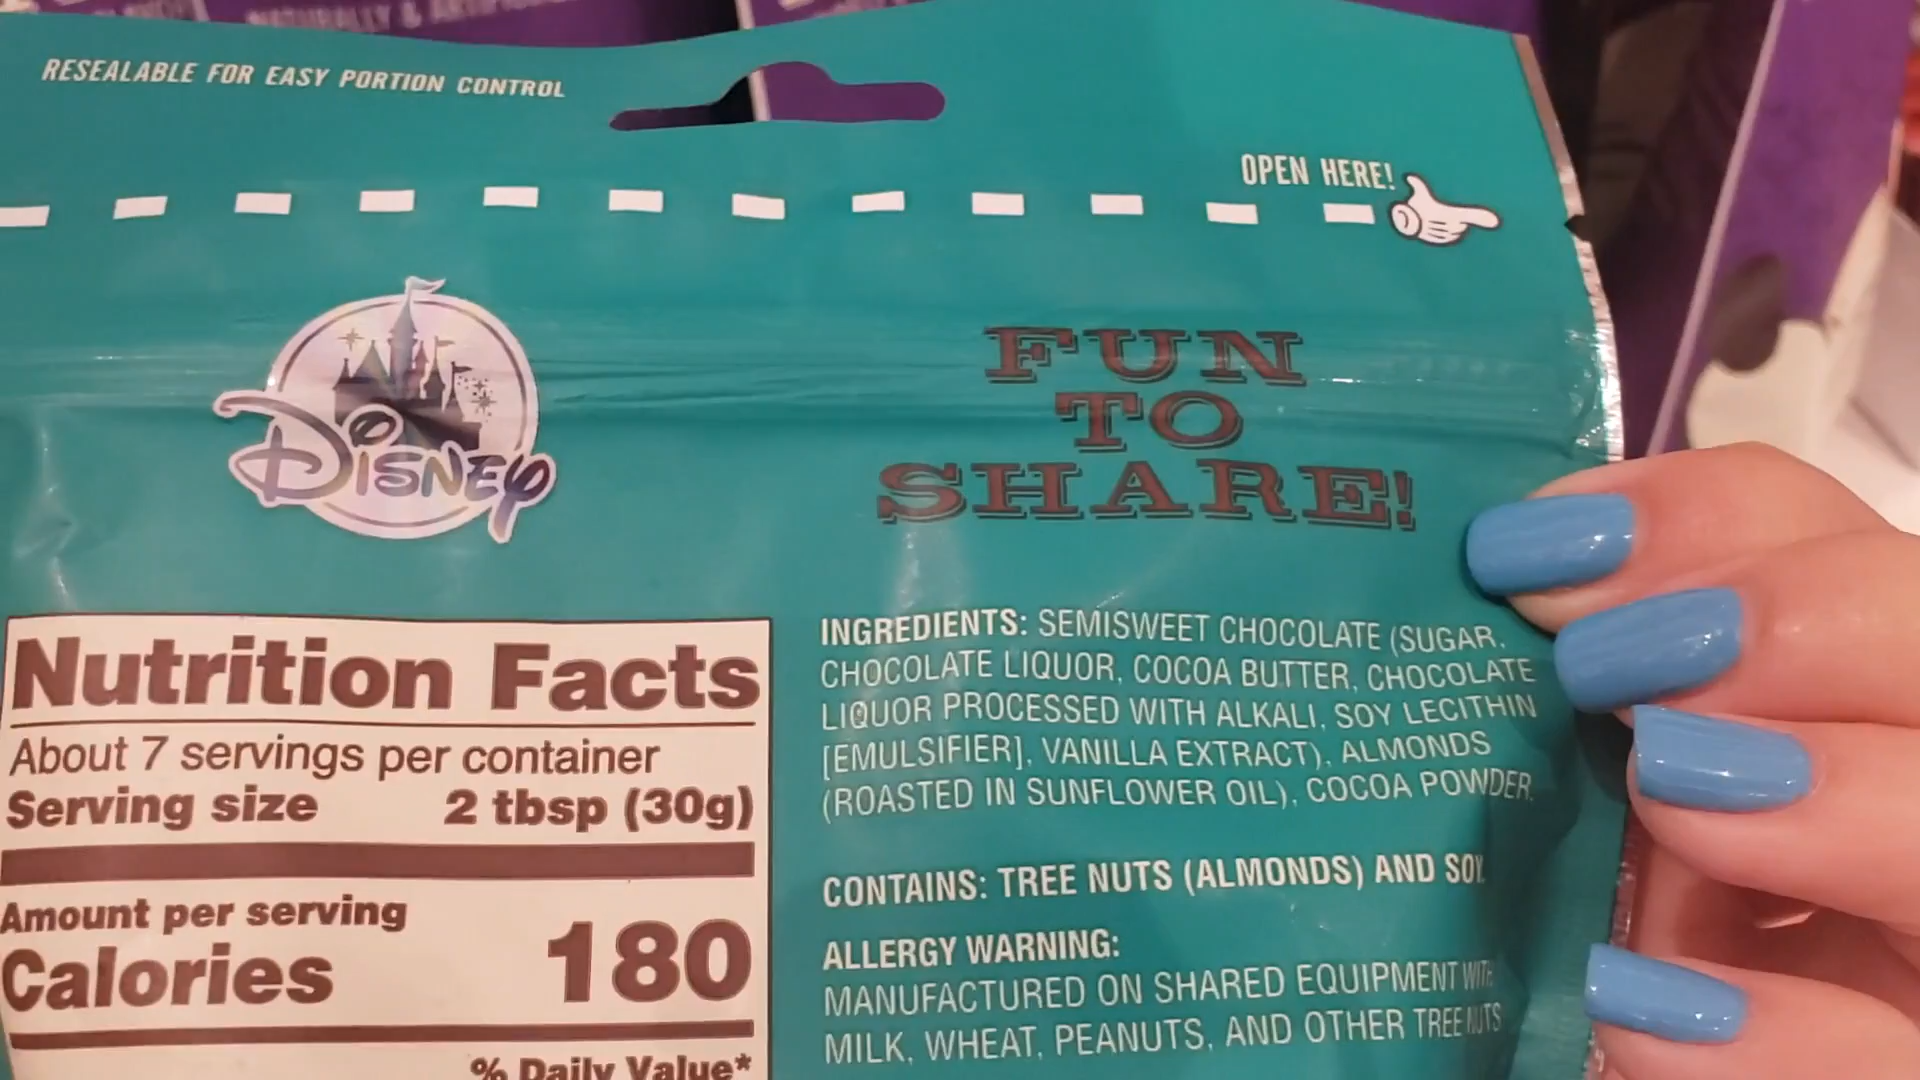 NATURALLY &
RESEALABLE FOR EASY PORTION CONTROL
OPEN HERE!
DISNEY
FUN
TO
SHARE!
Nutrition Facts
About 7 servings per container
Serving size 2 tbsp (30g)
Amount per serving
Calories 180
% Daily Value*
INGREDIENTS: SEMISWEET CHOCOLATE (SUGAR,
CHOCOLATE LIQUOR, COCOA BUTTER, CHOCOLATE
LIQUOR PROCESSED WITH ALKALI, SOY LECITHIN
[EMULSIFIER], VANILLA EXTRACT), ALMONDS
(ROASTED IN SUNFLOWER OIL), COCOA POWDER.
CONTAINS: TREE NUTS (ALMONDS) AND SOY
ALLERGY WARNING:
MANUFACTURED ON SHARED EQUIPMENT WITH
MILK, WHEAT, PEANUTS, AND OTHER TREE NUTS